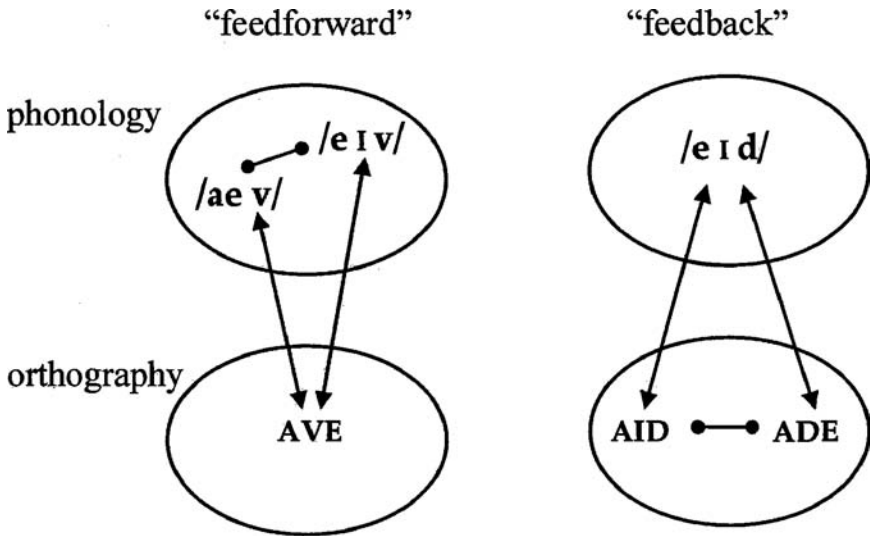 “feedforward” “feedback”
phonology
/e I v/
/ae v/
/e I d/
orthography
AVE
AID ADE